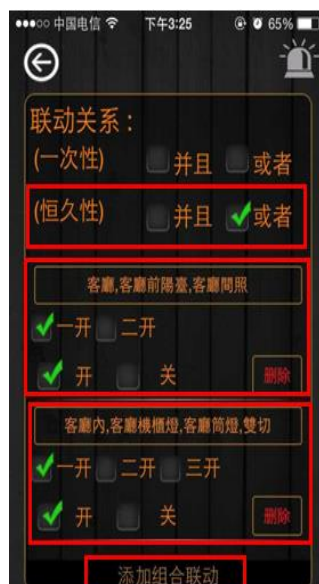 中国电信 下午3:25 65%
联动关系：
(一次性) 并且 或者
(恒久性) 并且 或者
客廳,客廳前陽臺,客廳間照
一开 二开
开 关 删除
客廳內,客廳機櫃燈,客廳筒燈,雙切
一开 二开 三开
开 关 删除
添加组合联动